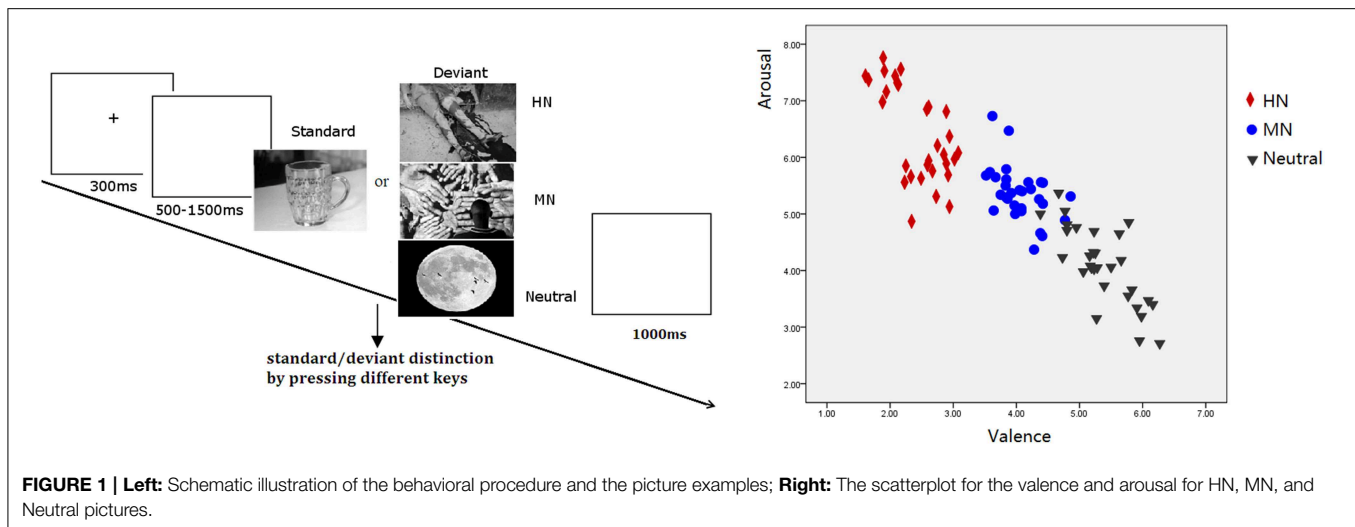 +
300ms
500-1500ms
Standard
or
Deviant
HN
MN
Neutral
1000ms
standard/deviant distinction
by pressing different keys
Arousal
8.00
7.00
6.00
5.00
4.00
3.00
2.00
1.00 2.00 3.00 4.00 5.00 6.00 7.00
Valence
HN
MN
Neutral
FIGURE 1 | Left: Schematic illustration of the behavioral procedure and the picture examples; Right: The scatterplot for the valence and arousal for HN, MN, and
Neutral pictures.